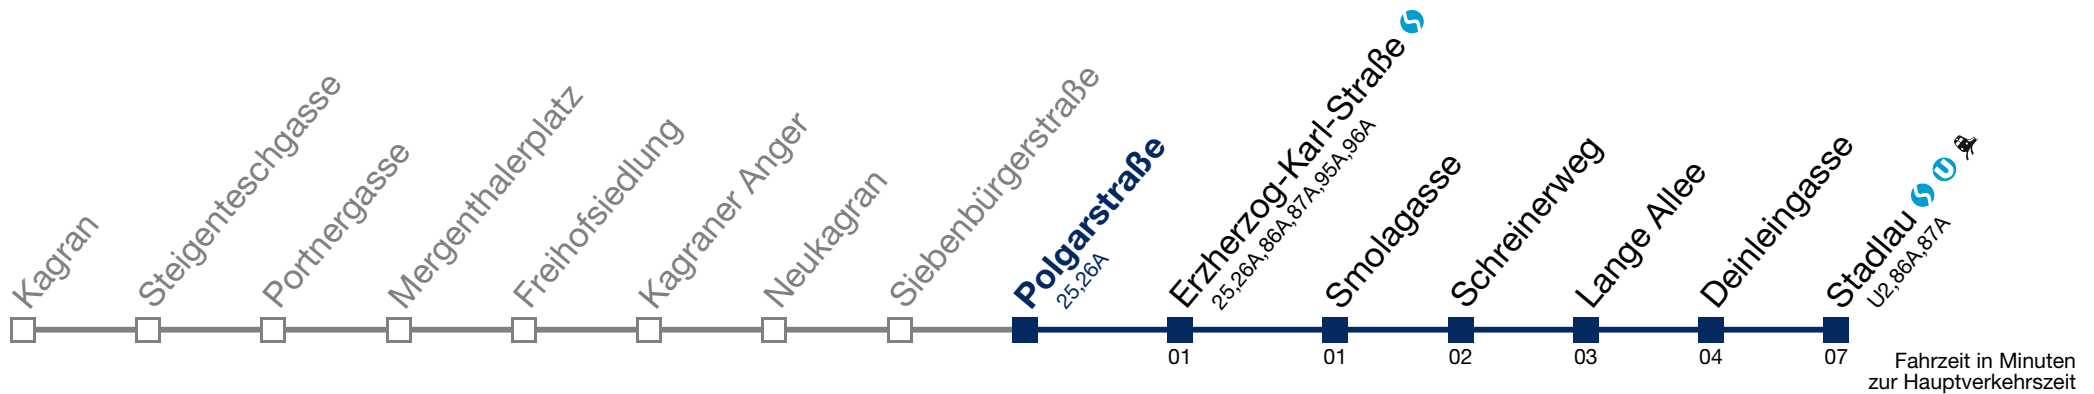 Kagran
Steigenteschgasse
Portnergasse
Mergenthalerplatz
Freihofsiedlung
Kagraner Anger
Neukagran
Siebenbürgerstraße
Polgarstraße
25,26A
Erzherzog-Karl-Straße
25,26A,86A,87A,95A,96A
Smolagasse
Schreinerweg
Lange Allee
Deinleingasse
Stadlau
U2,86A,87A
01
01
02
03
04
07
Fahrzeit in Minuten
zur Hauptverkehrszeit